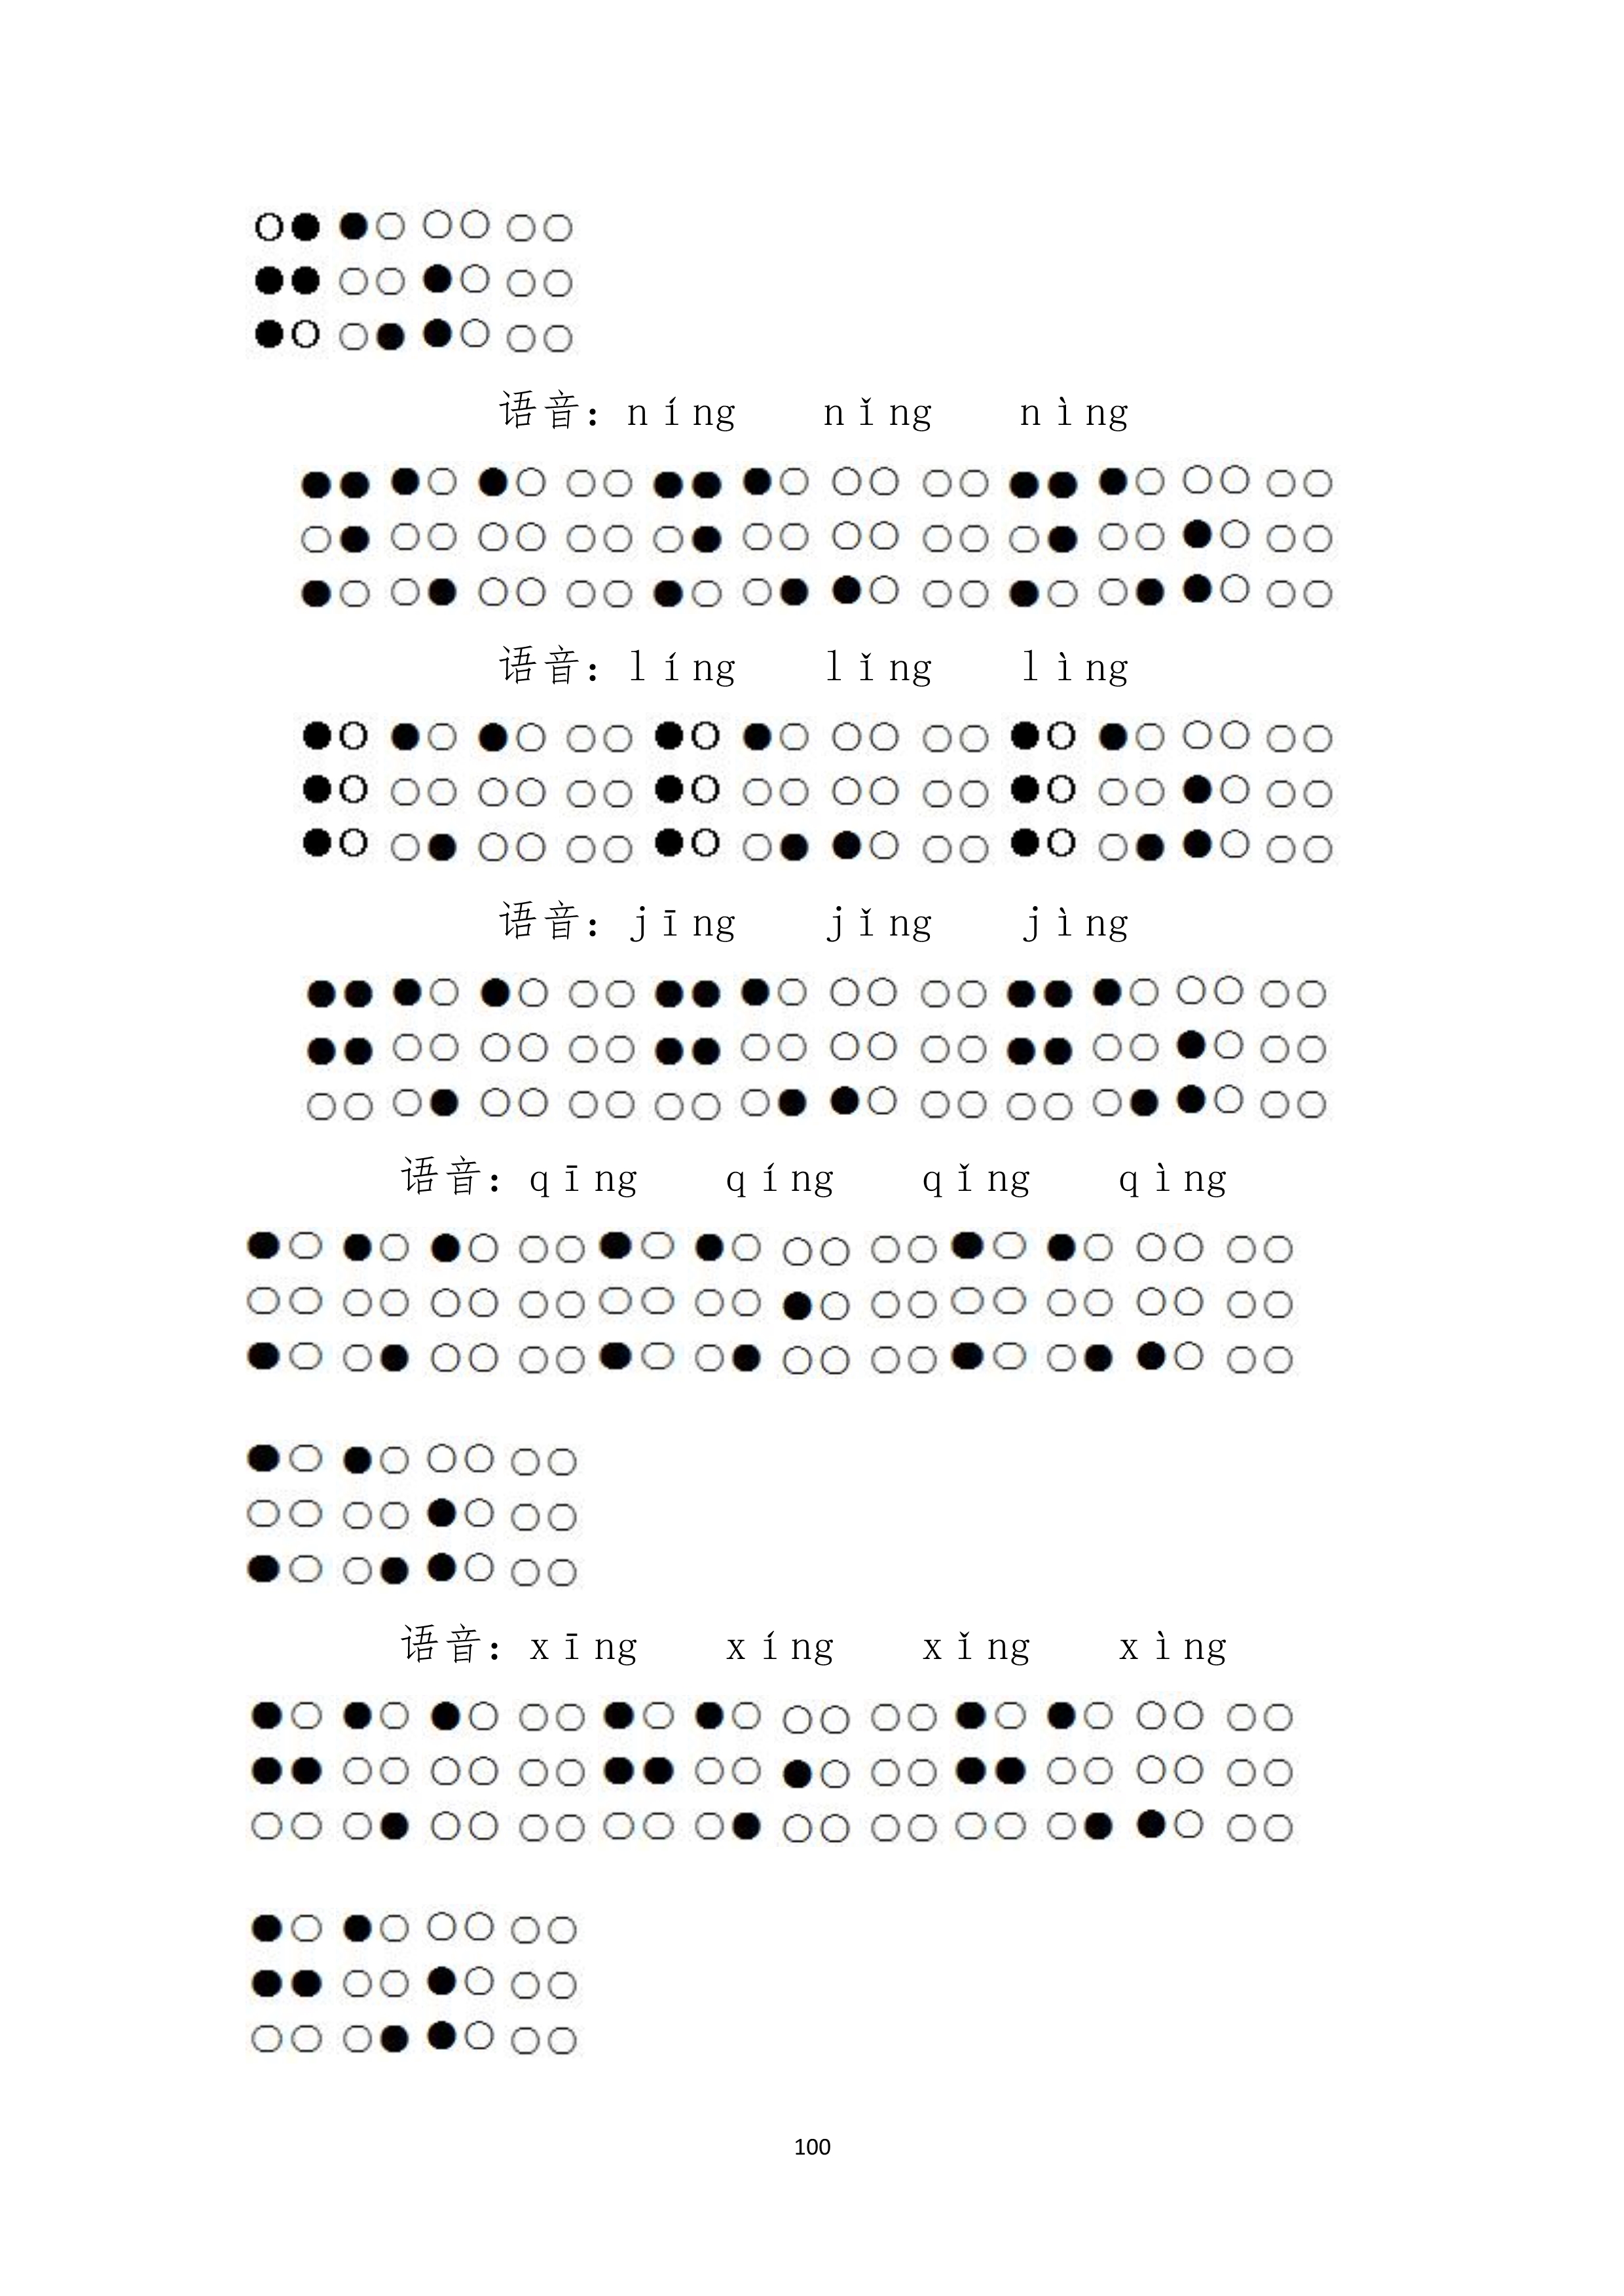 语音：níng nǐng nìng
语音：líng lǐng lìng
语音：jīng jǐng jìng
语音：qīng qíng qǐng qìng
语音：xīng xíng xǐng xìng
100